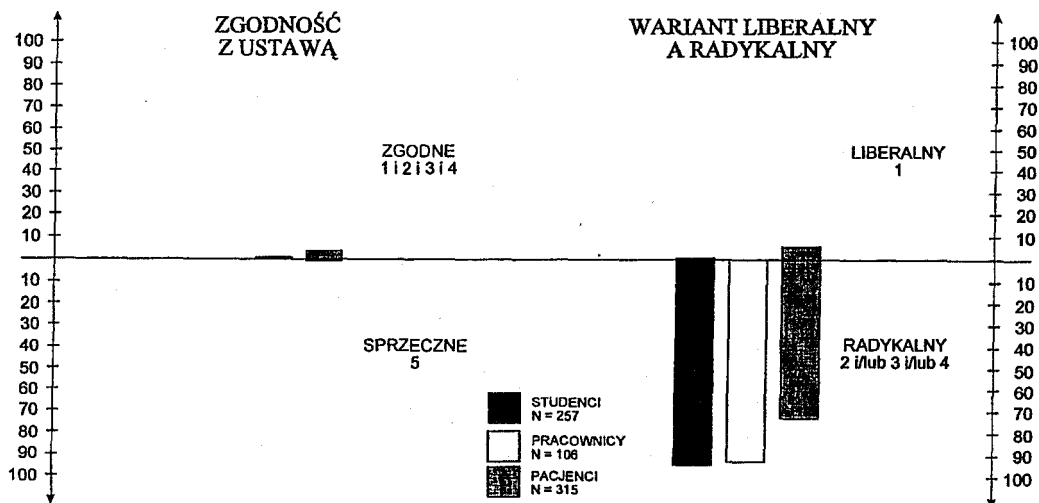 ZGODNOŚĆ
Z USTAWĄ
WARIANT LIBERALNY
A RADYKALNY
100
90
80
70
60
50
40
30
20
10
10
20
30
40
50
60
70
80
90
100
ZGODNE
1 i 2 i 3 i 4
SPRZECZNE
5
LIBERALNY
1
RADYKALNY
2 i/lub 3 i/lub 4
STUDENCI
N = 257
PRACOWNICY
N = 106
PACJENCI
N = 315
100
90
80
70
60
50
40
30
20
10
10
20
30
40
50
60
70
80
90
100